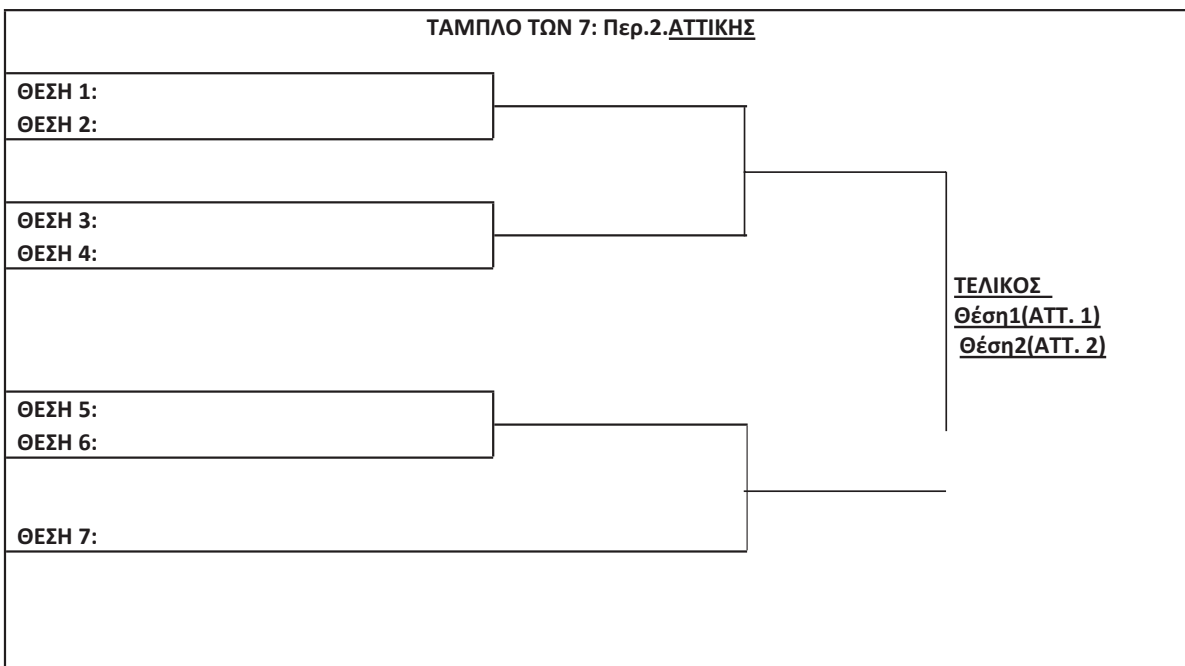 ΤΑΜΠΛΟ ΤΩΝ 7: Περ.2.ΑΤΤΙΚΗΣ
ΘΕΣΗ 1:
ΘΕΣΗ 2:
ΘΕΣΗ 3:
ΘΕΣΗ 4:
ΤΕΛΙΚΟΣ
Θέση1(ΑΤΤ. 1)
Θέση2(ΑΤΤ. 2)
ΘΕΣΗ 5:
ΘΕΣΗ 6:
ΘΕΣΗ 7: